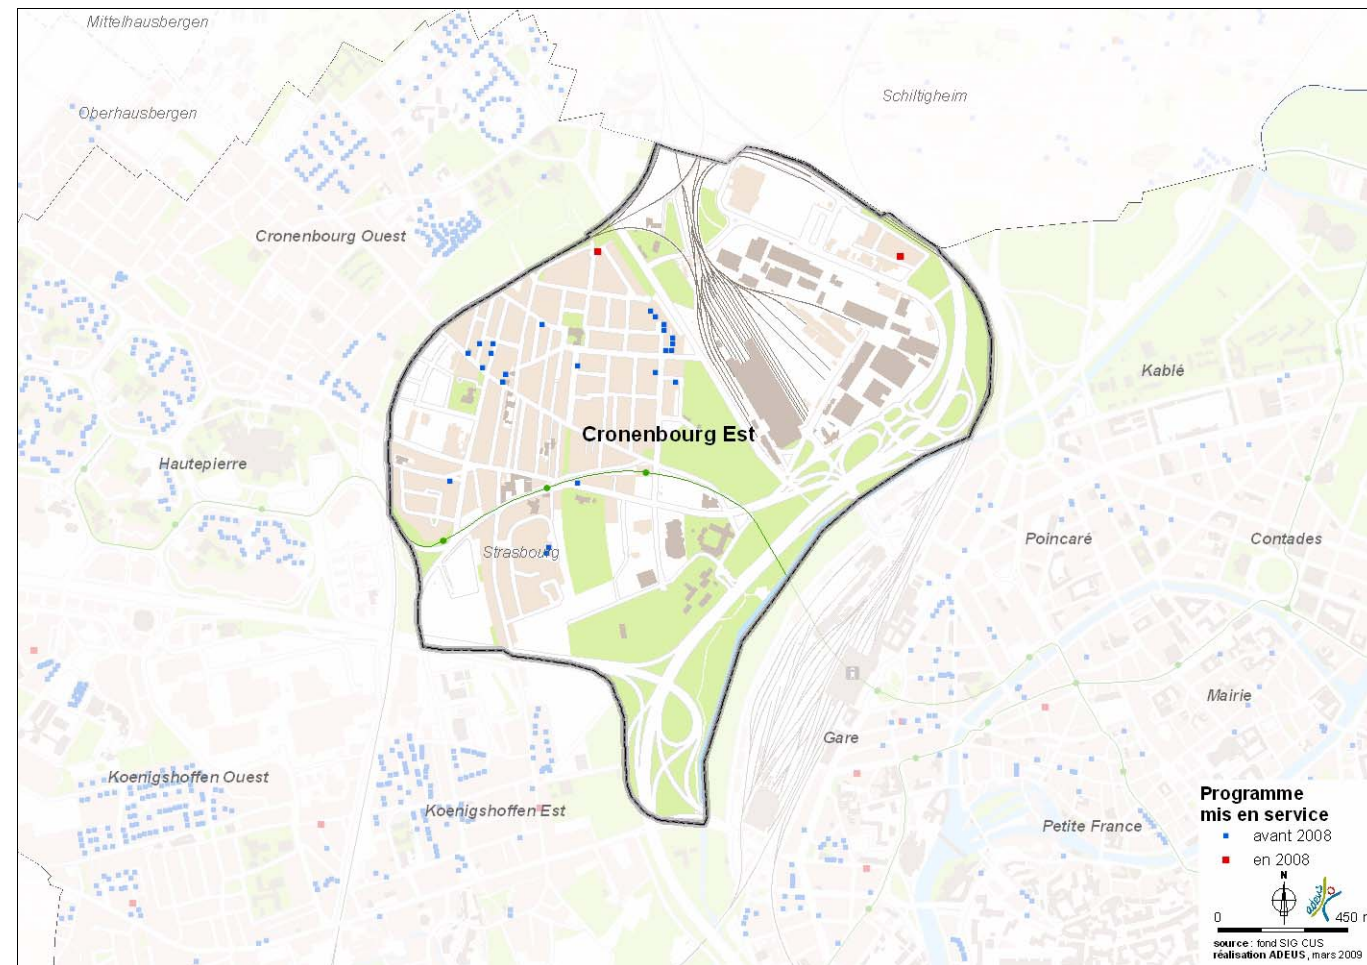 Mittelhausbergen
Schiltigheim
Oberhausbergen
Cronenbourg Ouest
Kablé
Cronenbourg Est
Hautepierre
Poincaré
Contades
Strasbourg
Mairie
Gare
Koenigshoffen Ouest
Koenigshoffen Est
Petite France
Programme
mis en service
avant 2008
en 2008
N
adeus
0 450 m
source : fond SIG CUS
réalisation ADEUS, mars 2009